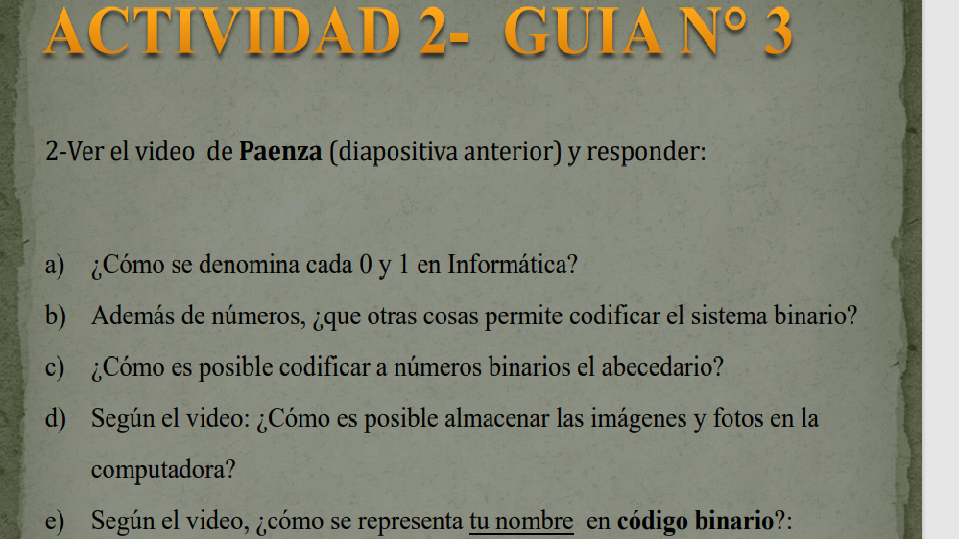 ACTIVIDAD 2- GUIA N° 3
2-Ver el video de Paenza (diapositiva anterior) y responder:
a) ¿Cómo se denomina cada 0 y 1 en Informática?
b) Además de números, ¿que otras cosas permite codificar el sistema binario?
c) ¿Cómo es posible codificar a números binarios el abecedario?
d) Según el video: ¿Cómo es posible almacenar las imágenes y fotos en la
computadora?
e) Según el video, ¿cómo se representa tu nombre en código binario?: